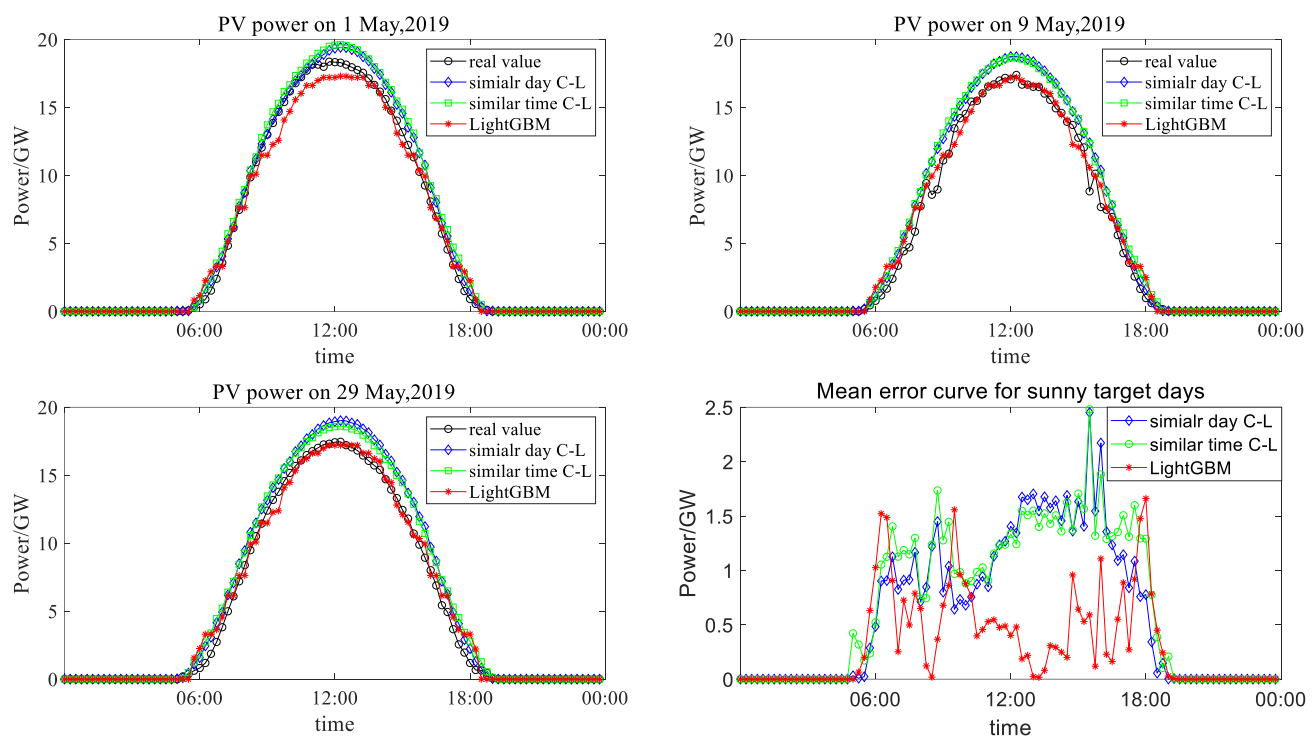 PV power on 1 May,2019
20
15
10
5
0
Power/GW
06:00 12:00 18:00 00:00
time
real value
simialr day C-L
similar time C-L
LightGBM
PV power on 9 May,2019
20
15
10
5
0
Power/GW
06:00 12:00 18:00 00:00
time
real value
simialr day C-L
similar time C-L
LightGBM
PV power on 29 May,2019
20
15
10
5
0
Power/GW
06:00 12:00 18:00 00:00
time
real value
simialr day C-L
similar time C-L
LightGBM
Mean error curve for sunny target days
2.5
2
1.5
1
0.5
0
Power/GW
06:00 12:00 18:00 00:00
time
simialr day C-L
similar time C-L
LightGBM